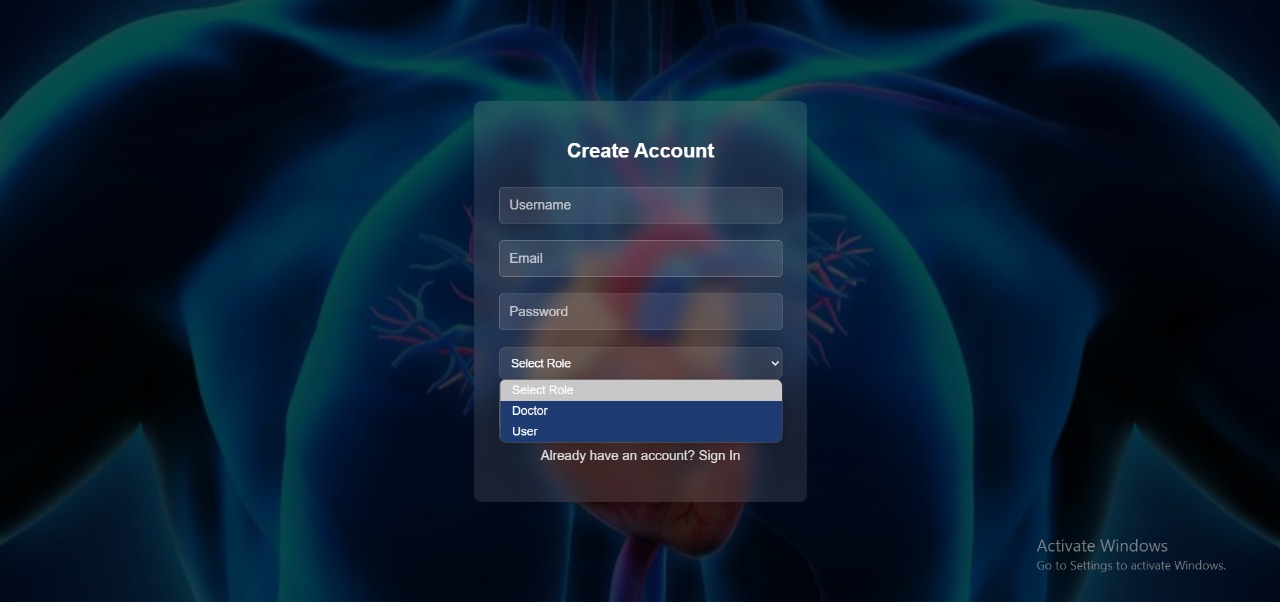 Create Account
Username
Email
Password
Select Role
Select Role
Doctor
User
Already have an account? Sign In
Activate Windows
Go to Settings to activate Windows.